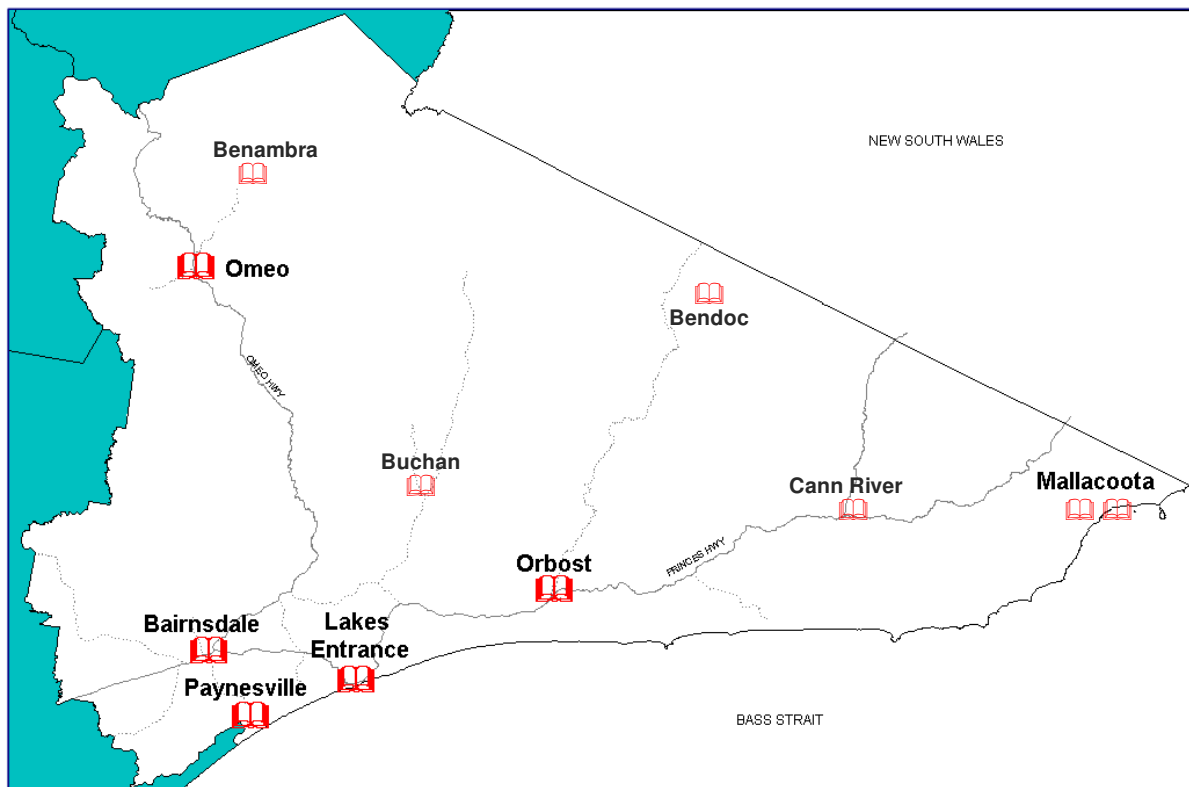 NEW SOUTH WALES
Benambra
Omeo
Bendoc
OMEO HWY
Buchan
Cann River
Mallacoota
Orbost
PRINCES HWY
Bairnsdale
Lakes
Entrance
Paynesville
BASS STRAIT